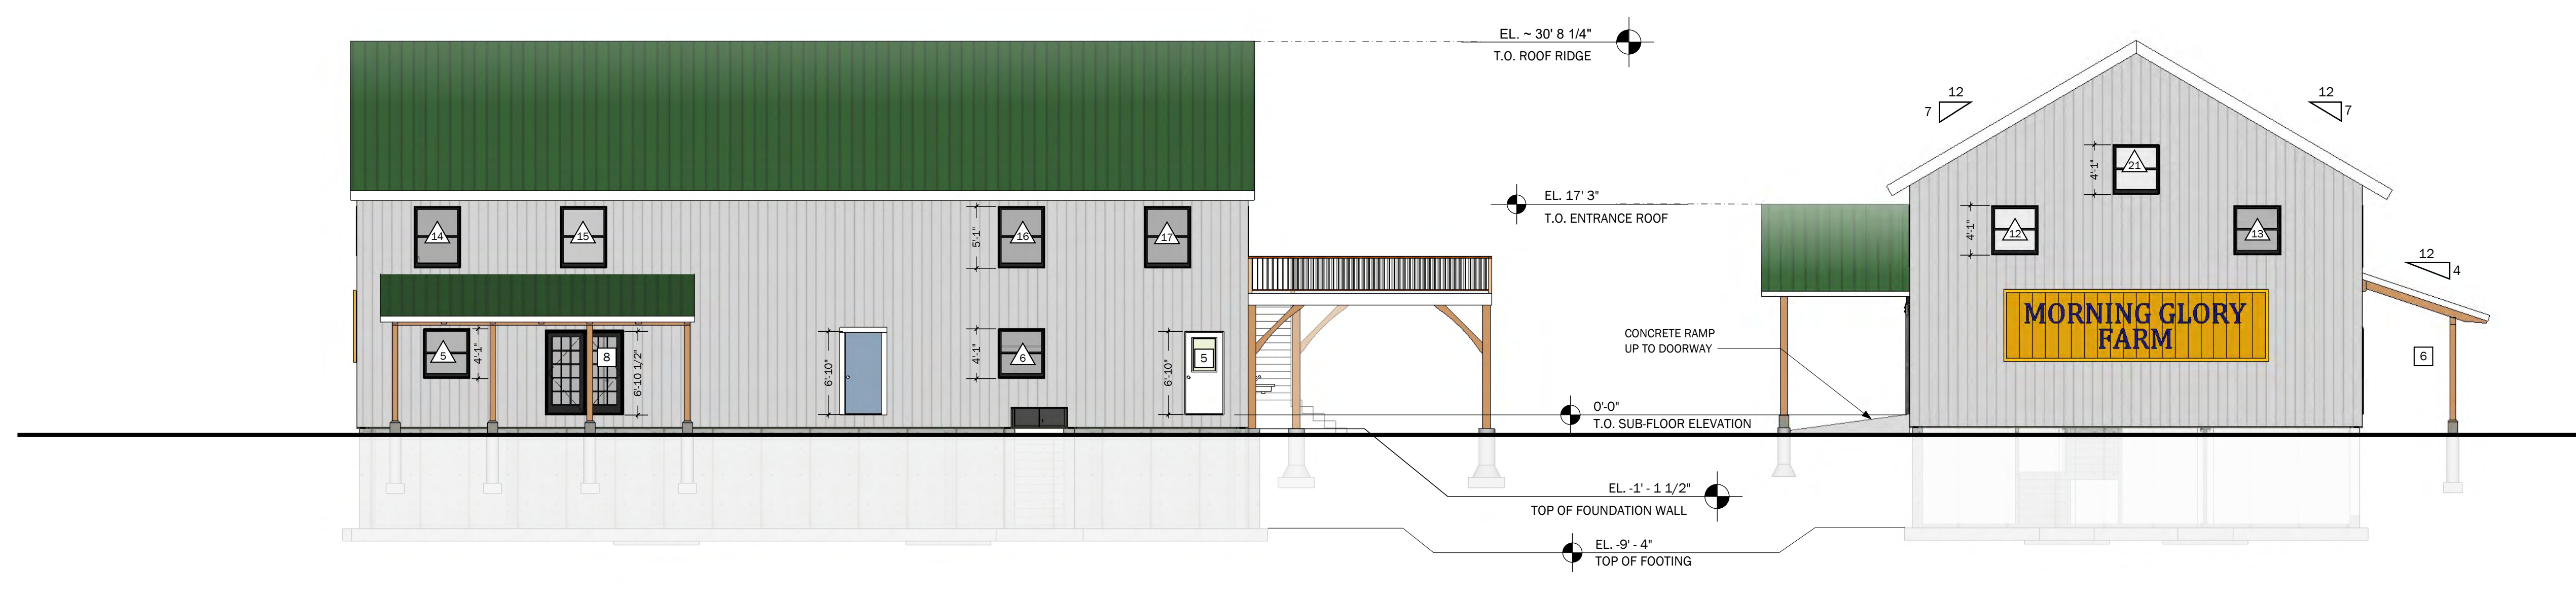 EL. ~ 30' 8 1/4"
T.O. ROOF RIDGE
12
7
12
7
4'-1"
21
EL. 17' 3"
T.O. ENTRANCE ROOF
14
15
5'-1"
16
17
4'-1"
12
13
12
4
MORNING GLORY
FARM
CONCRETE RAMP
UP TO DOORWAY
5
4'-1"
8
6'-10 1/2"
6'-10"
4'-1"
6
6'-10"
5
6
0'-0"
T.O. SUB-FLOOR ELEVATION
EL. -1' - 1 1/2"
TOP OF FOUNDATION WALL
EL. -9' - 4"
TOP OF FOOTING